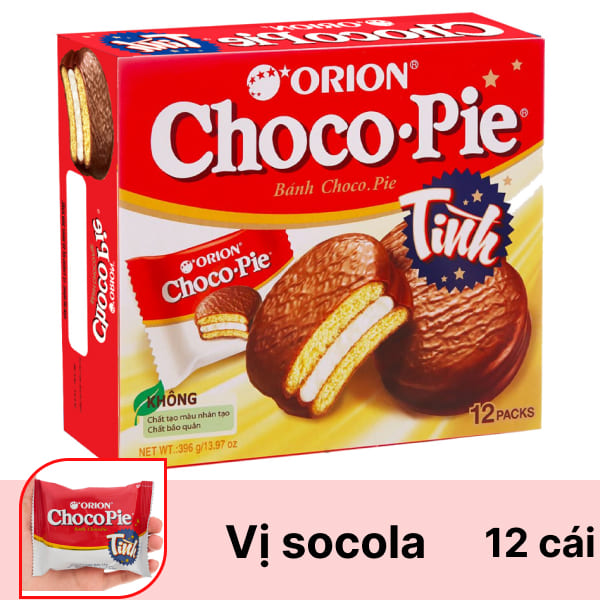 Tình
Choco•Pie
ORION®
Choco•Pie®
Bánh Choco.Pie
Tình
ORION®
Choco•Pie®
Choco Pie
ORION
KHÔNG
Chất tạo màu nhân tạo
Chất bảo quản
12 PACKS
NET WT.:396 g/13.97 oz
ORION
ChocoPie
Tình
Vị socola
12 cái